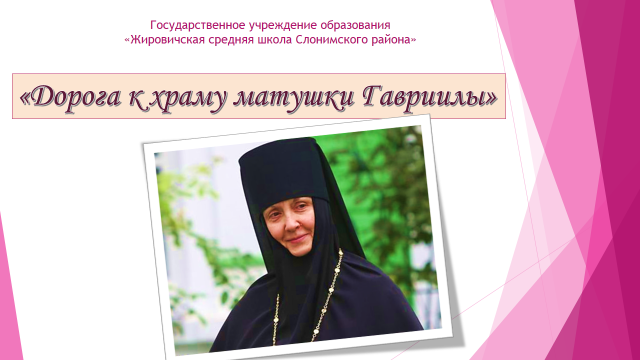 Государственное учреждение образования
«Жировичская средняя школа Слонимского района»
«Дорога к храму матушки Гавриилы»